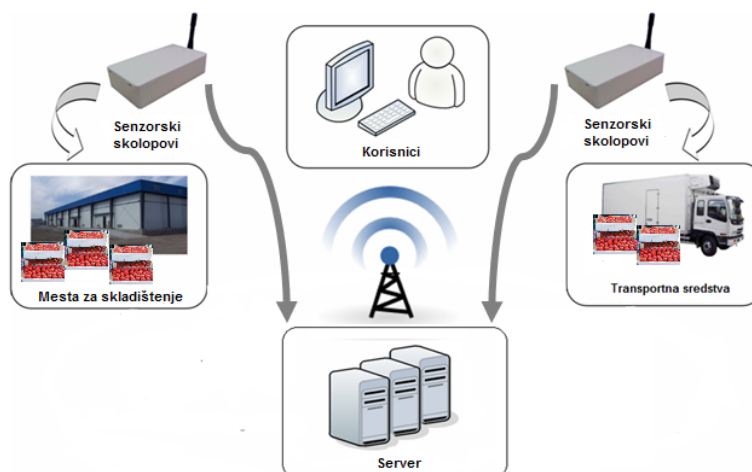 Senzorski
skolopovi
Korisnici
Senzorski
skolopovi
Mesta za skladištenje
Transportna sredstva
Server